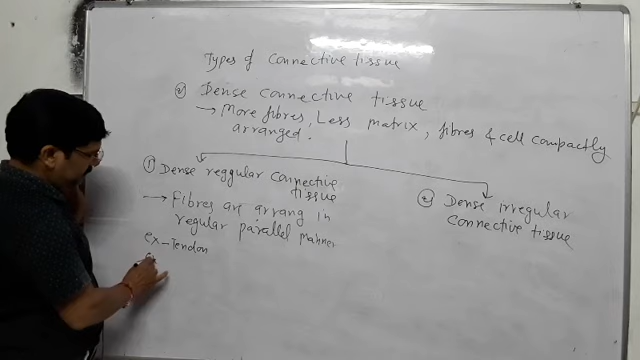 Types of Connective tissue
② Dense connective tissue
→ More fibres, Less matrix, fibres & cell compactly
arranged.
① Dense reggular connective
tissue
→ Fibres are arrang in
regular parallel manner
ex - Tendon
② Dense irregular
connective tissue